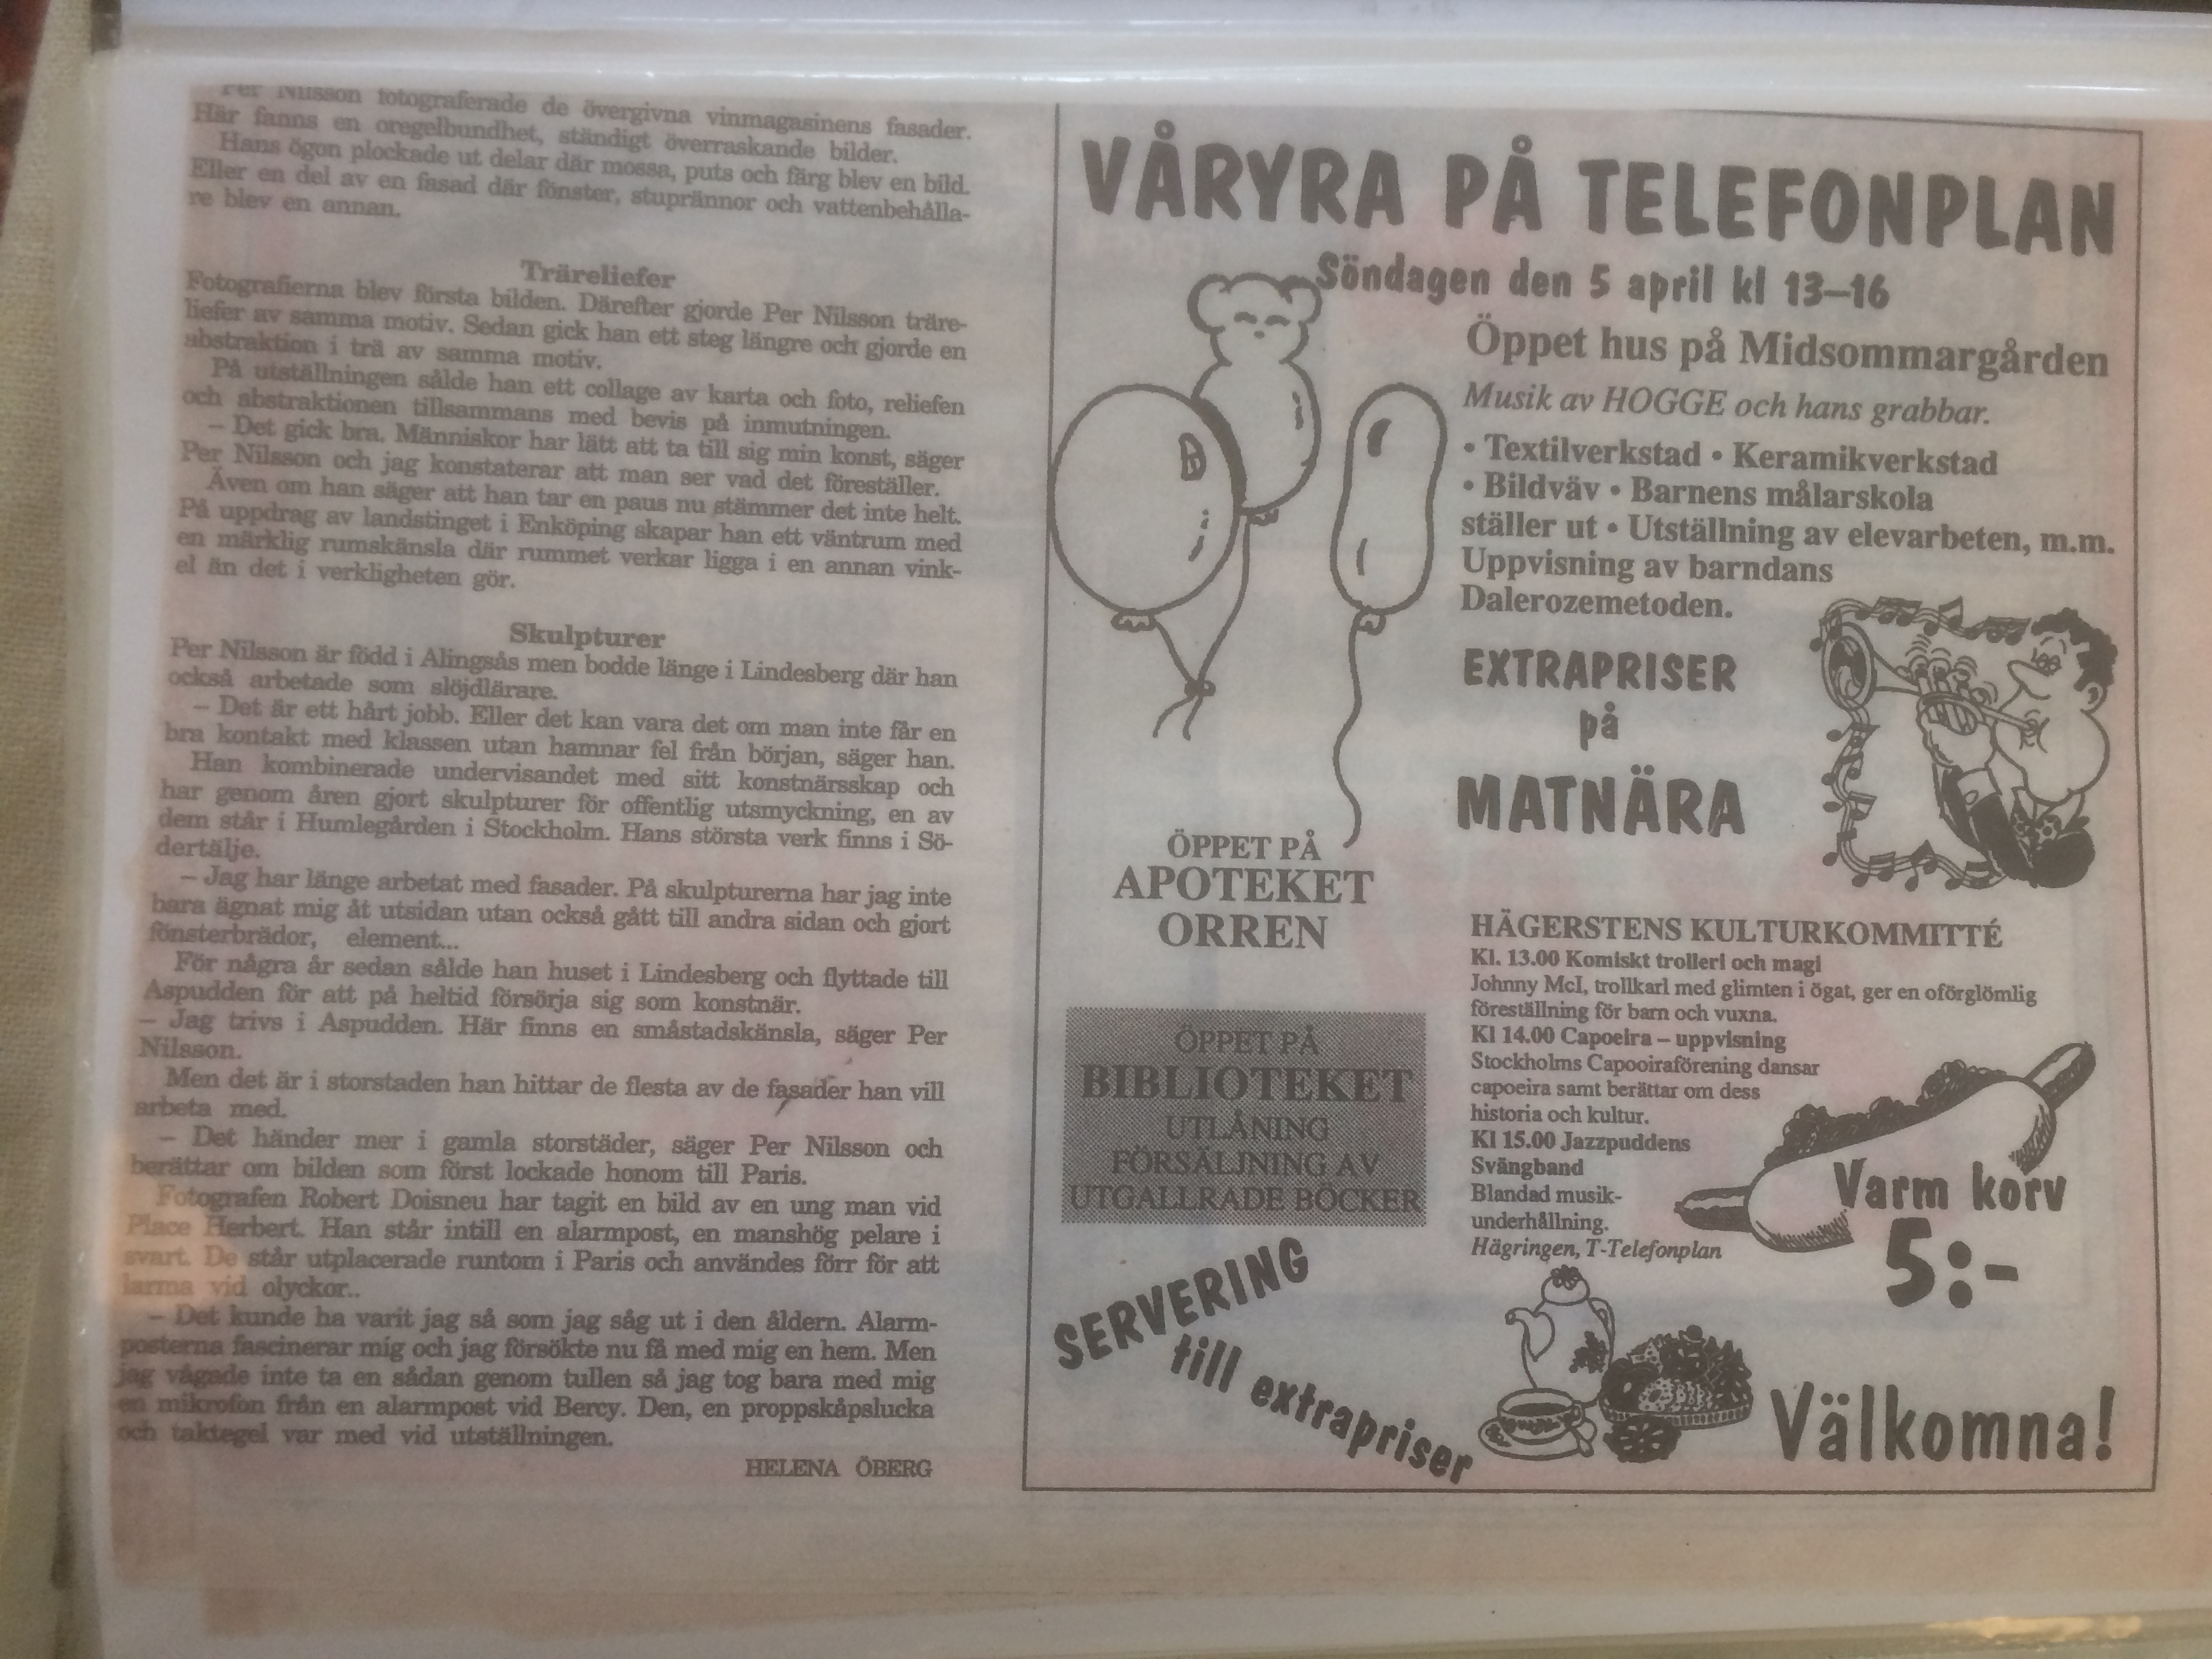 Per Nilsson fotograferade de övergivna vinmagasinens fasader.
Här fanns en oregelbundhet, ständigt överraskande bilder.
Hans ögon plockade ut delar där mossa, puts och färg blev en bild.
Eller en del av en fasad där fönster, stuprännor och vattenbehålla-
re blev en annan.
Träreliefer
Fotografierna blev första bilden. Därefter gjorde Per Nilsson träre-
liefer av samma motiv. Sedan gick han ett steg längre och gjorde en
abstraktion i trä av samma motiv.
På utställningen sålde han ett collage av karta och foto, reliefen
och abstraktionen tillsammans med bevis på inmutningen.
– Det gick bra. Människor har lätt att ta till sig min konst, säger
Per Nilsson och jag konstaterar att man ser vad det föreställer.
Även om han säger att han tar en paus nu stämmer det inte helt.
På uppdrag av landstinget i Enköping skapar han ett väntrum med
en märklig rumskänsla där rummet verkar ligga i en annan vink-
el än det i verkligheten gör.
Skulpturer
Per Nilsson är född i Alingsås men bodde länge i Lindesberg där han
också arbetade som slöjdlärare.
– Det är ett hårt jobb. Eller det kan vara det om man inte får en
bra kontakt med klassen utan hamnar fel från början, säger han.
Han kombinerade undervisandet med sitt konstnärsskap och
har genom åren gjort skulpturer för offentlig utsmyckning, en av
dem står i Humlegården i Stockholm. Hans största verk finns i Sö-
dertälje.
– Jag har länge arbetat med fasader. På skulpturerna har jag inte
bara ägnat mig åt utsidan utan också gått till andra sidan och gjort
fönsterbrädor, element...
För några år sedan sålde han huset i Lindesberg och flyttade till
Aspudden för att på heltid försörja sig som konstnär.
– Jag trivs i Aspudden. Här finns en småstadskänsla, säger Per
Nilsson.
Men det är i storstaden han hittar de flesta av de fasader han vill
arbeta med.
– Det händer mer i gamla storstäder, säger Per Nilsson och
berättar om bilden som först lockade honom till Paris.
Fotografen Robert Doisneu har tagit en bild av en ung man vid
Place Herbert. Han står intill en alarmpost, en manshög pelare i
svart. De står utplacerade runtom i Paris och användes förr för att
larma vid olyckor..
– Det kunde ha varit jag så som jag såg ut i den åldern. Alarm-
posterna fascinerar mig och jag försökte nu få med mig en hem. Men
jag vågade inte ta en sådan genom tullen så jag tog bara med mig
en mikrofon från en alarmpost vid Bercy. Den, en proppskåpslucka
och taktegel var med vid utställningen.
HELENA ÖBERG
VÅRYRA PÅ TELEFONPLAN
Söndagen den 5 april kl 13–16
Öppet hus på Midsommargården
Musik av HOGGE och hans grabbar.
• Textilverkstad • Keramikverkstad
• Bildväv • Barnens målarskola
ställer ut • Utställning av elevarbeten, m.m.
Uppvisning av barndans
Dalerozemetoden.
EXTRAPRISER
på
MATNÄRA
ÖPPET PÅ
APOTEKET
ORREN
ÖPPET PÅ
BIBLIOTEKET
UTLÅNING
FÖRSÄLJNING AV
UTGALLRADE BÖCKER
HÄGERSTENS KULTURKOMMITTÉ
Kl. 13.00 Komiskt trolleri och magi
Johnny McI, trollkarl med glimten i ögat, ger en oförglömlig
föreställning för barn och vuxna.
Kl 14.00 Capoeira – uppvisning
Stockholms Capooiraförening dansar
capoeira samt berättar om dess
historia och kultur.
Kl 15.00 Jazzpuddens
Svängband
Blandad musik-
underhållning.
Hägringen, T-Telefonplan
Varm korv
5:-
SERVERING
till extrapriser
Välkomna!